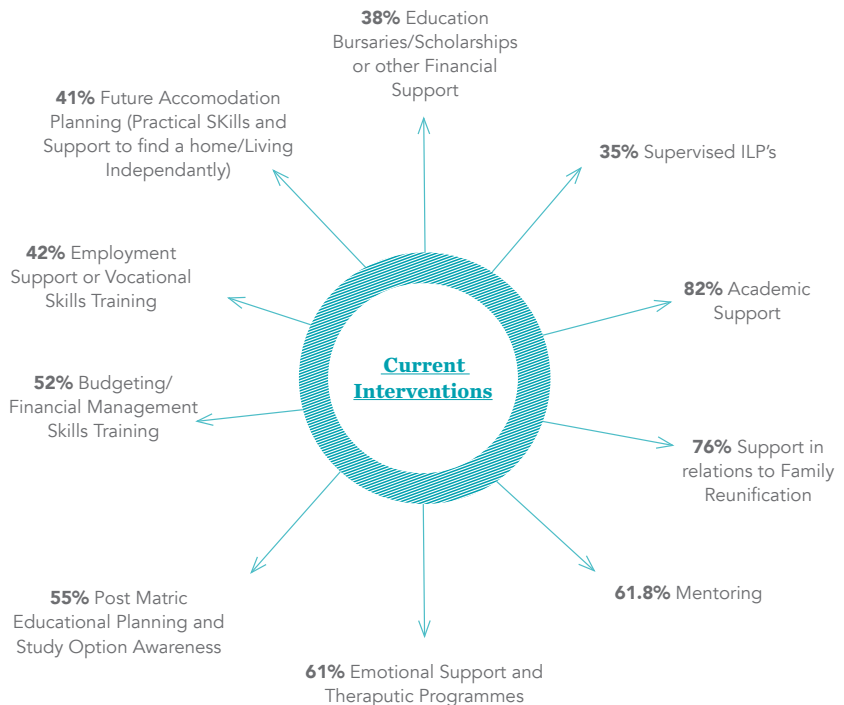 38% Education
Bursaries/Scholarships
or other Financial
Support
41% Future Accomodation
Planning (Practical SKills and
Support to find a home/Living
Independantly)
35% Supervised ILP's
42% Employment
Support or Vocational
Skills Training
82% Academic
Support
Current
Interventions
52% Budgeting/
Financial Management
Skills Training
76% Support in
relations to Family
Reunification
55% Post Matric
Educational Planning and
Study Option Awareness
61.8% Mentoring
61% Emotional Support and
Theraputic Programmes